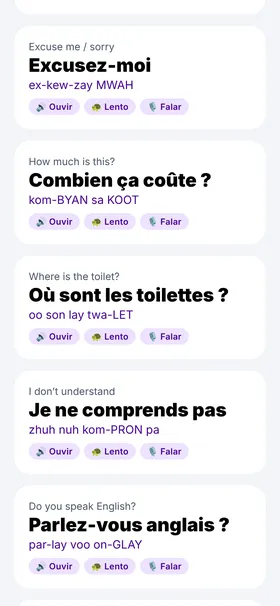 Excuse me / sorry
Excusez-moi
ex-kew-zay MWAH
🔊 Ouvir 🐢 Lento 🎙️ Falar
How much is this?
Combien ça coûte ?
kom-BYAN sa KOOT
🔊 Ouvir 🐢 Lento 🎙️ Falar
Where is the toilet?
Où sont les toilettes ?
oo son lay twa-LET
🔊 Ouvir 🐢 Lento 🎙️ Falar
I don't understand
Je ne comprends pas
zhuh nuh kom-PRON pa
🔊 Ouvir 🐢 Lento 🎙️ Falar
Do you speak English?
Parlez-vous anglais ?
par-lay voo on-GLAY
🔊 Ouvir 🐢 Lento 🎙️ Falar